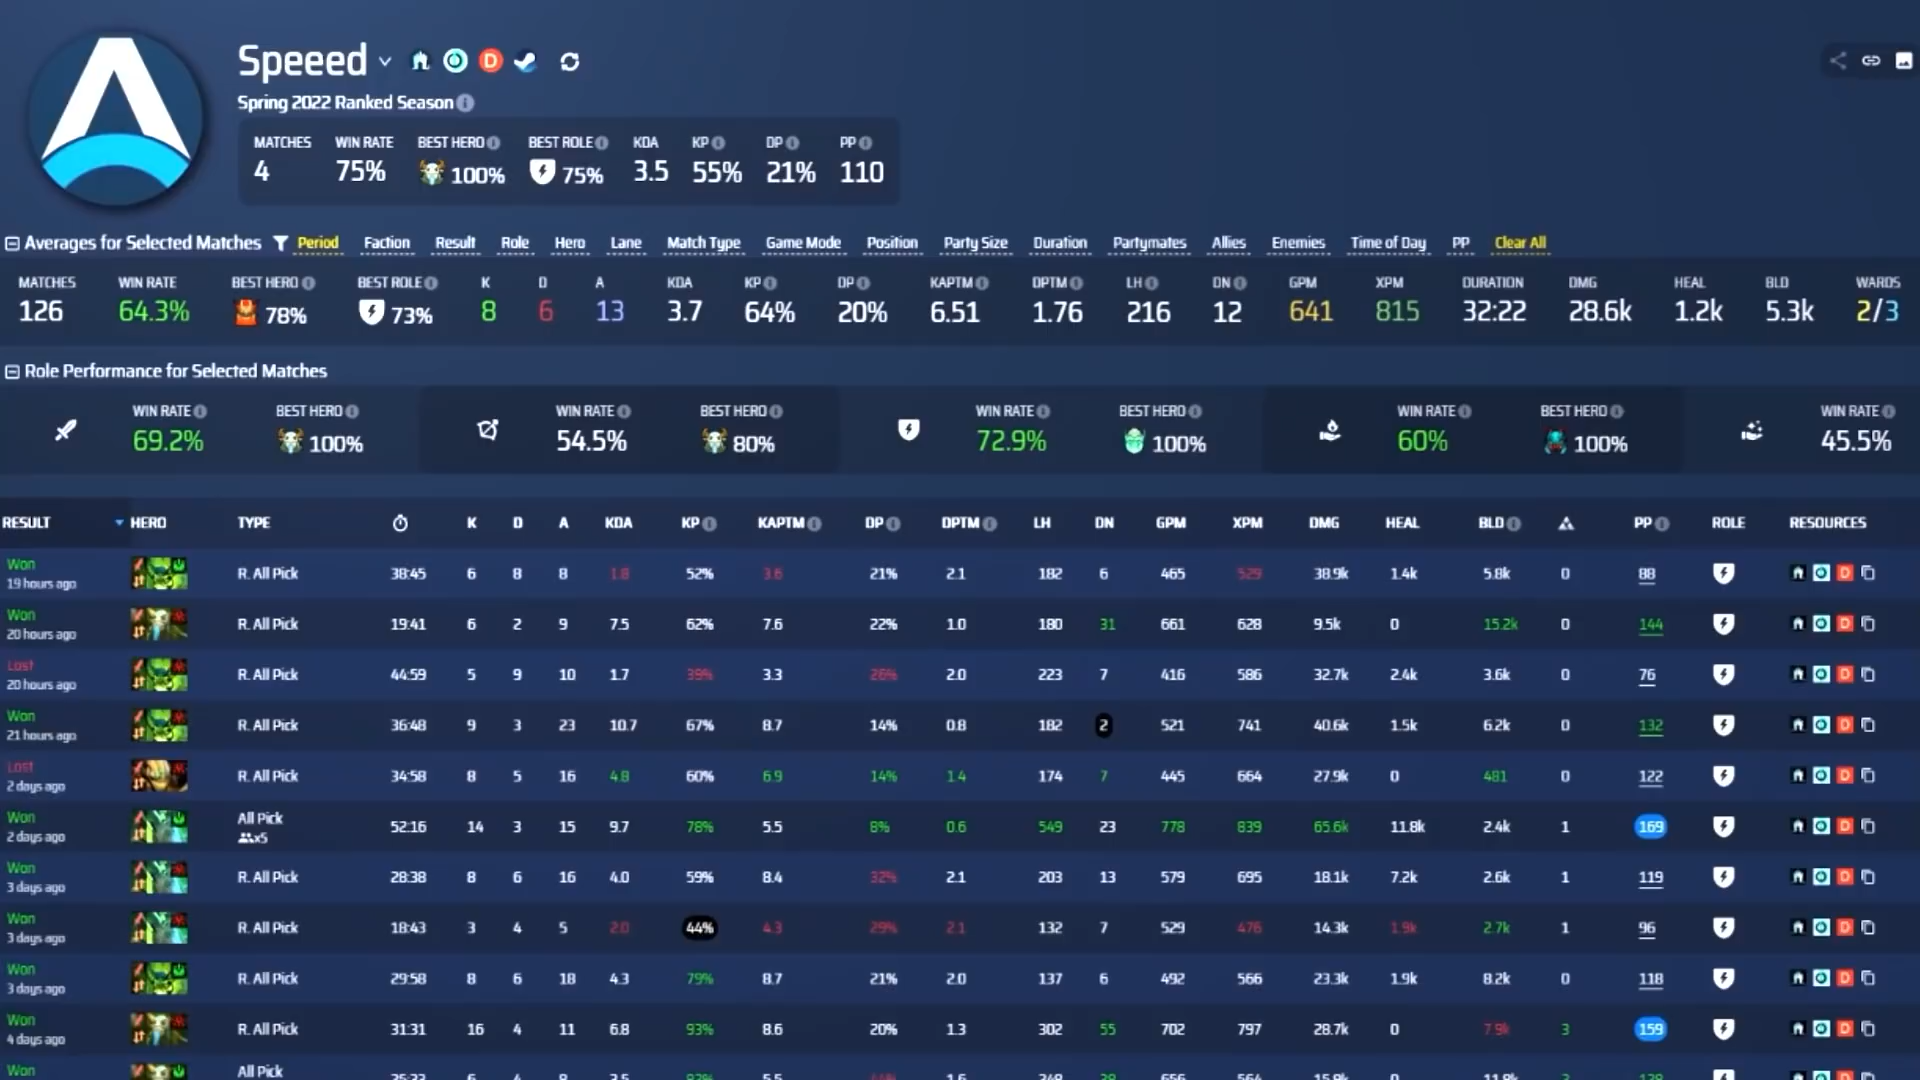 Speeed
Spring 2022 Ranked Season
MATCHES WIN RATE BEST HERO BEST ROLE KDA KP DP PP
4 75% 100% 75% 3.5 55% 21% 110
Averages for Selected Matches Period Faction Result Role Hero Lane Match Type Game Mode Position Party Size Duration Partymates Allies Enemies Time of Day PP Clear All
MATCHES WIN RATE BEST HERO BEST ROLE K D A KDA KP DP KAPTM DPTM LH DN GPM XPM DURATION DMG HEAL BLD WARDS
126 64.3% 78% 73% 8 6 13 3.7 64% 20% 6.51 1.76 216 12 641 815 32:22 28.6k 1.2k 5.3k 2/3
Role Performance for Selected Matches
WIN RATE BEST HERO WIN RATE BEST HERO WIN RATE BEST HERO WIN RATE BEST HERO WIN RATE
69.2% 100% 54.5% 80% 72.9% 100% 60% 100% 45.5%
RESULT HERO TYPE K D A KDA KP KAPTM DP DPTM LH DN GPM XPM DMG HEAL BLD PP ROLE RESOURCES
Won
19 hours ago R. All Pick 38:45 6 8 8 1.8 52% 3.6 21% 2.1 182 6 465 529 38.9k 1.4k 5.8k 0 88
Won
20 hours ago R. All Pick 19:41 6 2 9 7.5 62% 7.6 22% 1.0 180 31 661 628 9.5k 0 15.2k 0 144
Lost
20 hours ago R. All Pick 44:59 5 9 10 1.7 39% 3.3 26% 2.0 223 7 416 586 32.7k 2.4k 3.6k 0 76
Won
21 hours ago R. All Pick 36:48 9 3 23 10.7 67% 8.7 14% 0.8 182 2 521 741 40.6k 1.5k 6.2k 0 132
Lost
2 days ago R. All Pick 34:58 8 5 16 4.8 60% 6.9 14% 1.4 174 7 445 664 27.9k 0 481 0 122
Won All Pick
2 days ago x5 52:16 14 3 15 9.7 78% 5.5 8% 0.6 549 23 778 839 65.6k 11.8k 2.4k 1 169
Won
3 days ago R. All Pick 28:38 8 6 16 4.0 59% 8.4 32% 2.1 203 13 579 695 18.1k 7.2k 2.6k 1 119
Won
3 days ago R. All Pick 18:43 3 4 5 2.0 44% 4.3 29% 2.1 132 7 529 476 14.3k 1.9k 2.7k 1 96
Won
3 days ago R. All Pick 29:58 8 6 18 4.3 79% 8.7 21% 2.0 137 6 492 566 23.3k 1.9k 8.2k 0 118
Won
4 days ago R. All Pick 31:31 16 4 11 6.8 93% 8.6 20% 1.3 302 55 702 797 28.7k 0 7.9k 3 159
Won All Pick